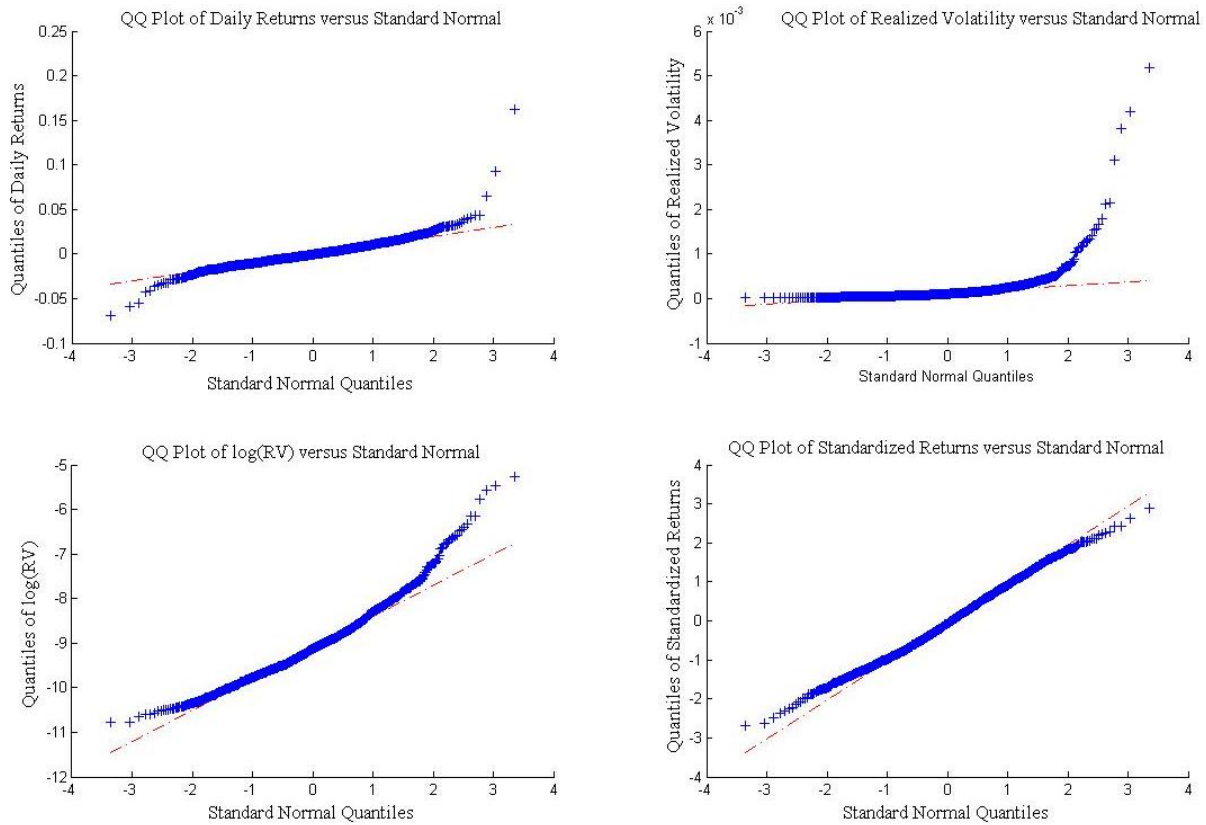 QQ Plot of Daily Returns versus Standard Normal
0.25
0.2
0.15
0.1
0.05
0
-0.05
-0.1
-4 -3 -2 -1 0 1 2 3 4
Quantiles of Daily Returns
Standard Normal Quantiles
x 10⁻³ QQ Plot of Realized Volatility versus Standard Normal
6
5
4
3
2
1
0
-1
-4 -3 -2 -1 0 1 2 3 4
Quantiles of Realized Volatility
Standard Normal Quantiles
QQ Plot of log(RV) versus Standard Normal
-5
-6
-7
-8
-9
-10
-11
-12
-4 -3 -2 -1 0 1 2 3 4
Quantiles of log(RV)
Standard Normal Quantiles
QQ Plot of Standardized Returns versus Standard Normal
4
3
2
1
0
-1
-2
-3
-4
-4 -3 -2 -1 0 1 2 3 4
Quantiles of Standardized Returns
Standard Normal Quantiles